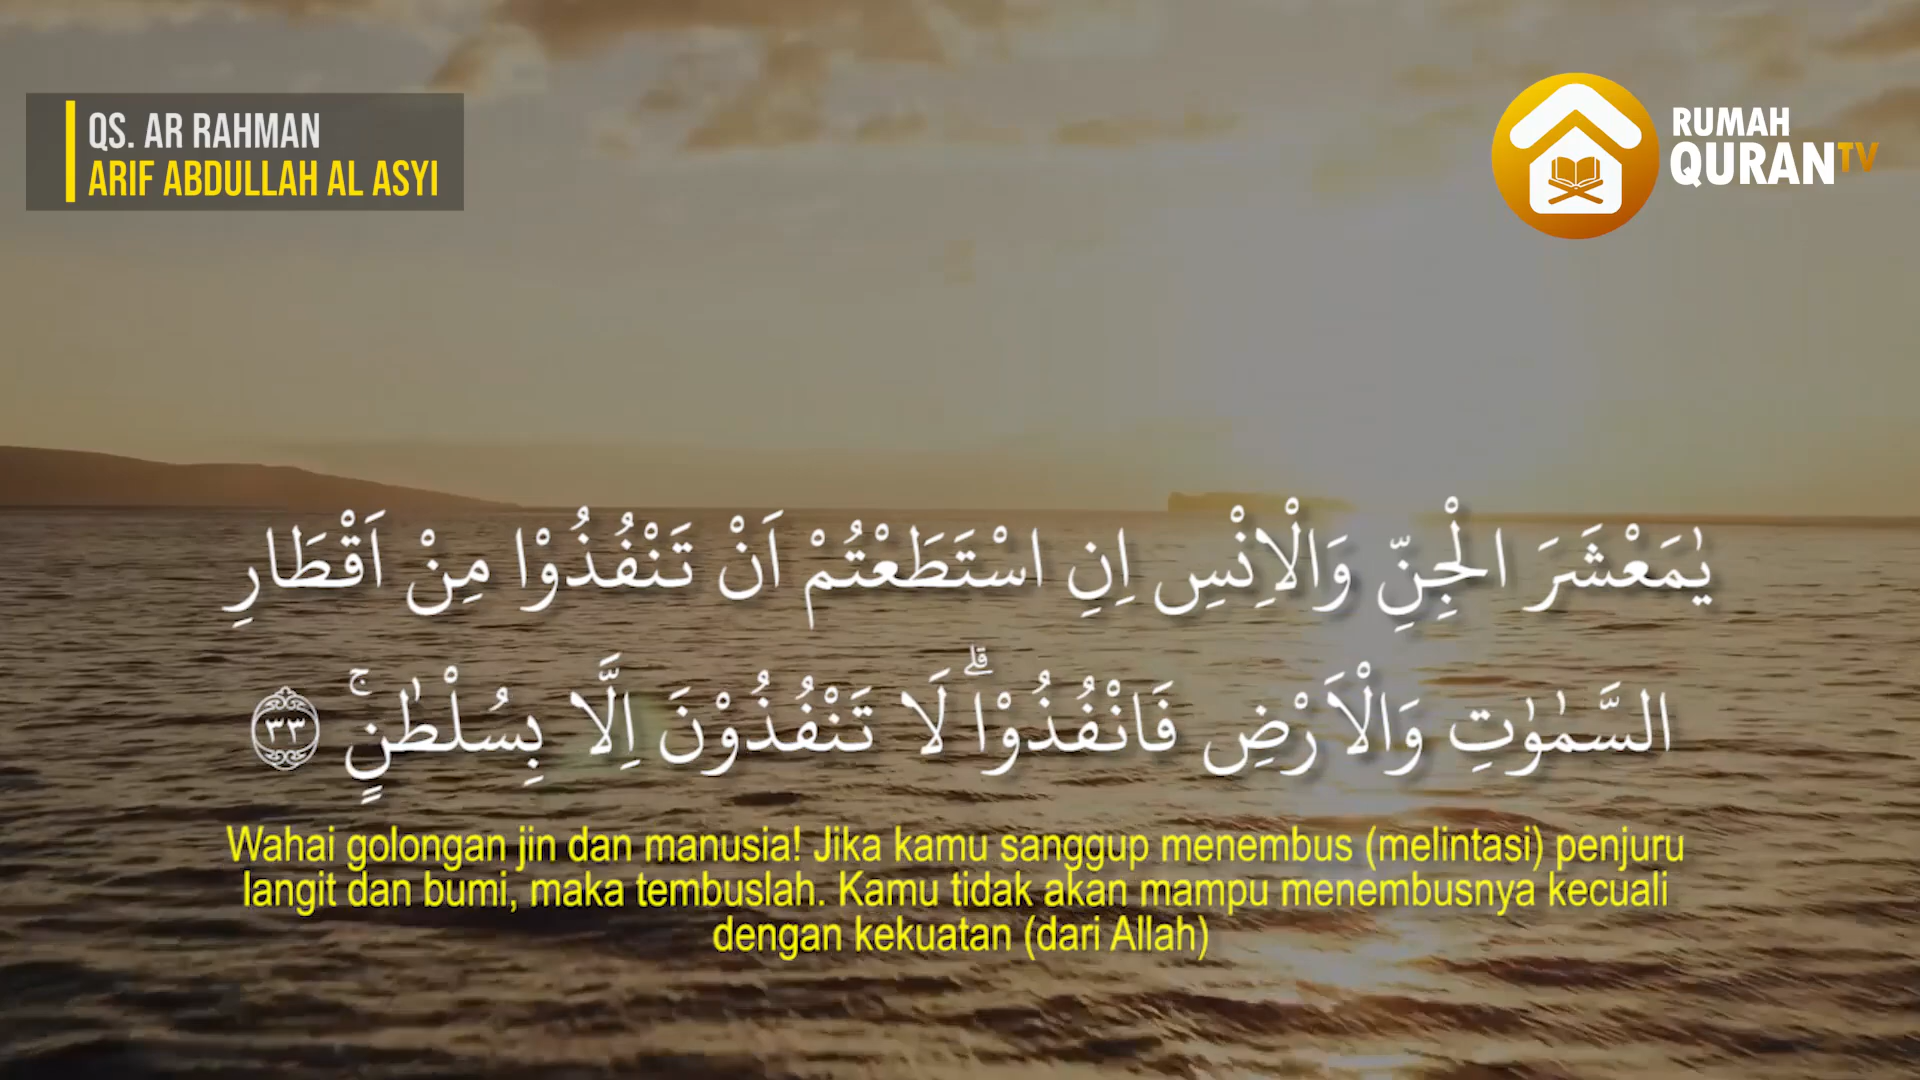 QS. AR RAHMAN
ARIF ABDULLAH AL ASYI
RUMAH
QURANTV
يٰمَعْشَرَ الْجِنِّ وَالْاِنْسِ اِنِ اسْتَطَعْتُمْ اَنْ تَنْفُذُوْا مِنْ اَقْطَارِ
السَّمٰوٰتِ وَالْاَرْضِ فَانْفُذُوْاۗ لَا تَنْفُذُوْنَ اِلَّا بِسُلْطٰنٍۚ ٣٣
Wahai golongan jin dan manusia! Jika kamu sanggup menembus (melintasi) penjuru
langit dan bumi, maka tembuslah. Kamu tidak akan mampu menembusnya kecuali
dengan kekuatan (dari Allah)